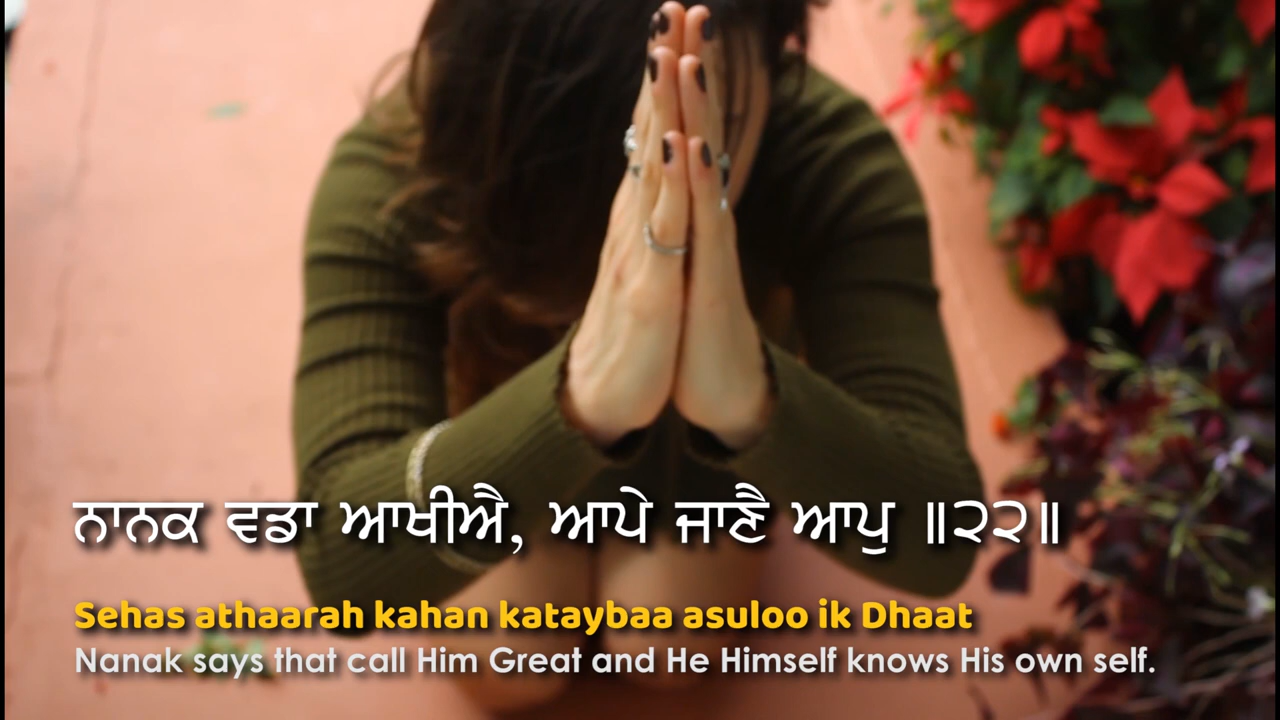 ਨਾਨਕ ਵਡਾ ਆਖੀਐ, ਆਪੇ ਜਾਣੈ ਆਪੁ ॥੨੨॥
Sehas athaarah kahan kataybaa asuloo ik Dhaat
Nanak says that call Him Great and He Himself knows His own self.